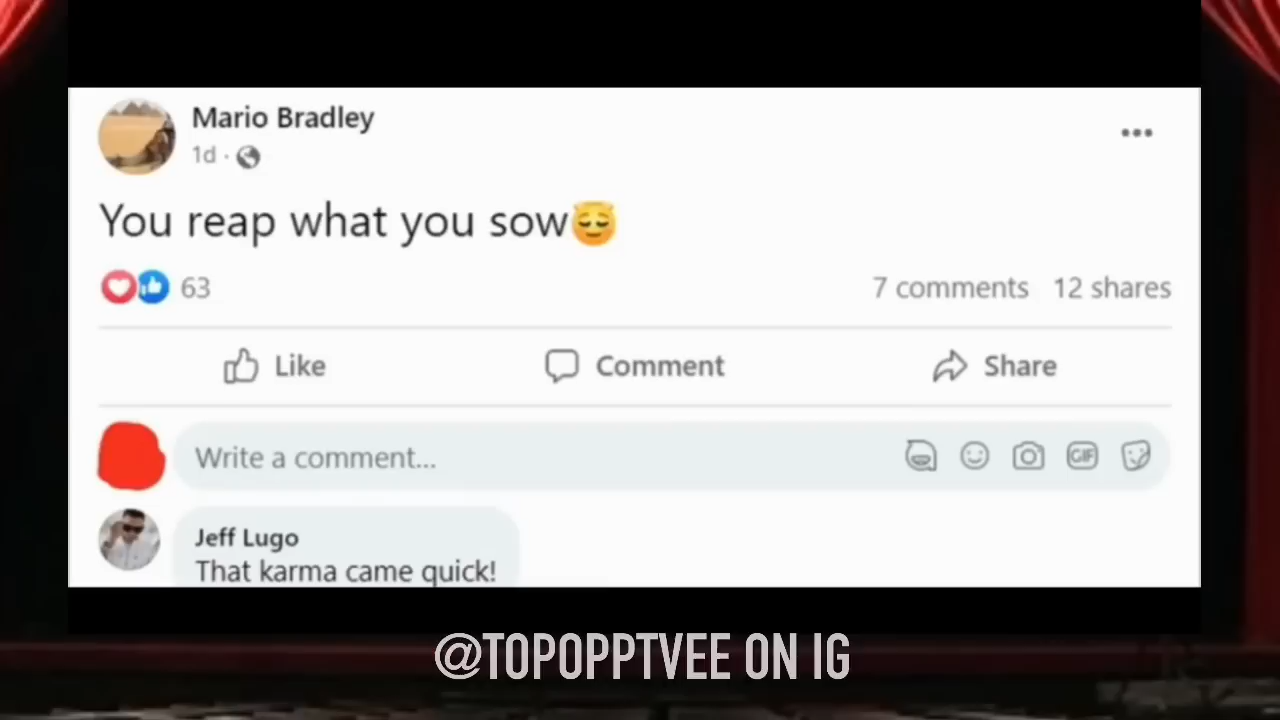 Mario Bradley
1d ·
You reap what you sow😇
63 7 comments 12 shares
Like Comment Share
Write a comment... GIF
Jeff Lugo
That karma came quick!
@TOPOPPTVEE ON IG